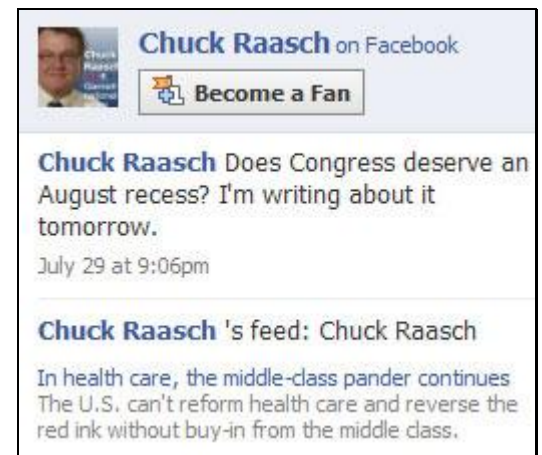 Chuck Raasch on Facebook
Become a Fan
Chuck Raasch Does Congress deserve an
August recess? I'm writing about it
tomorrow.
July 29 at 9:06pm
Chuck Raasch 's feed: Chuck Raasch
In health care, the middle-class pander continues
The U.S. can't reform health care and reverse the
red ink without buy-in from the middle class.